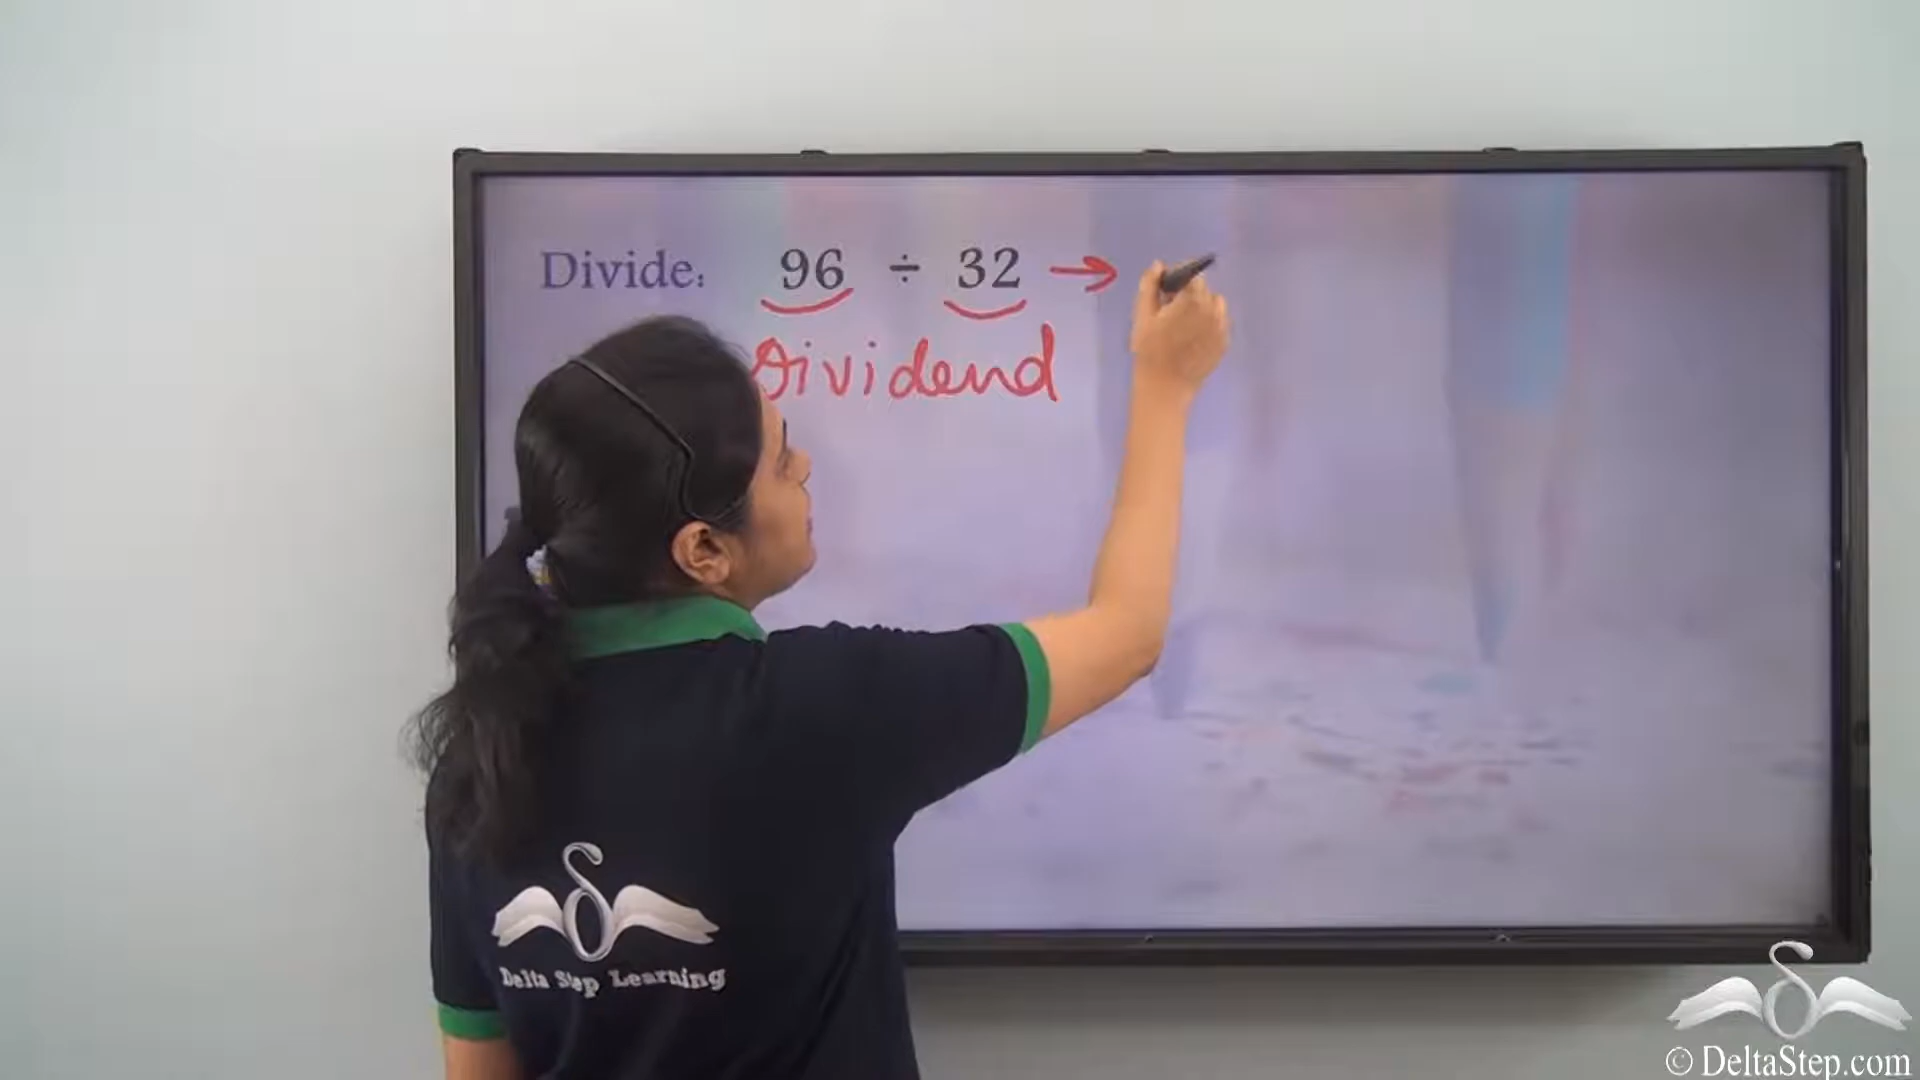 Divide: 96 ÷ 32 →
Dividend
Delta Step Learning
© DeltaStep.com